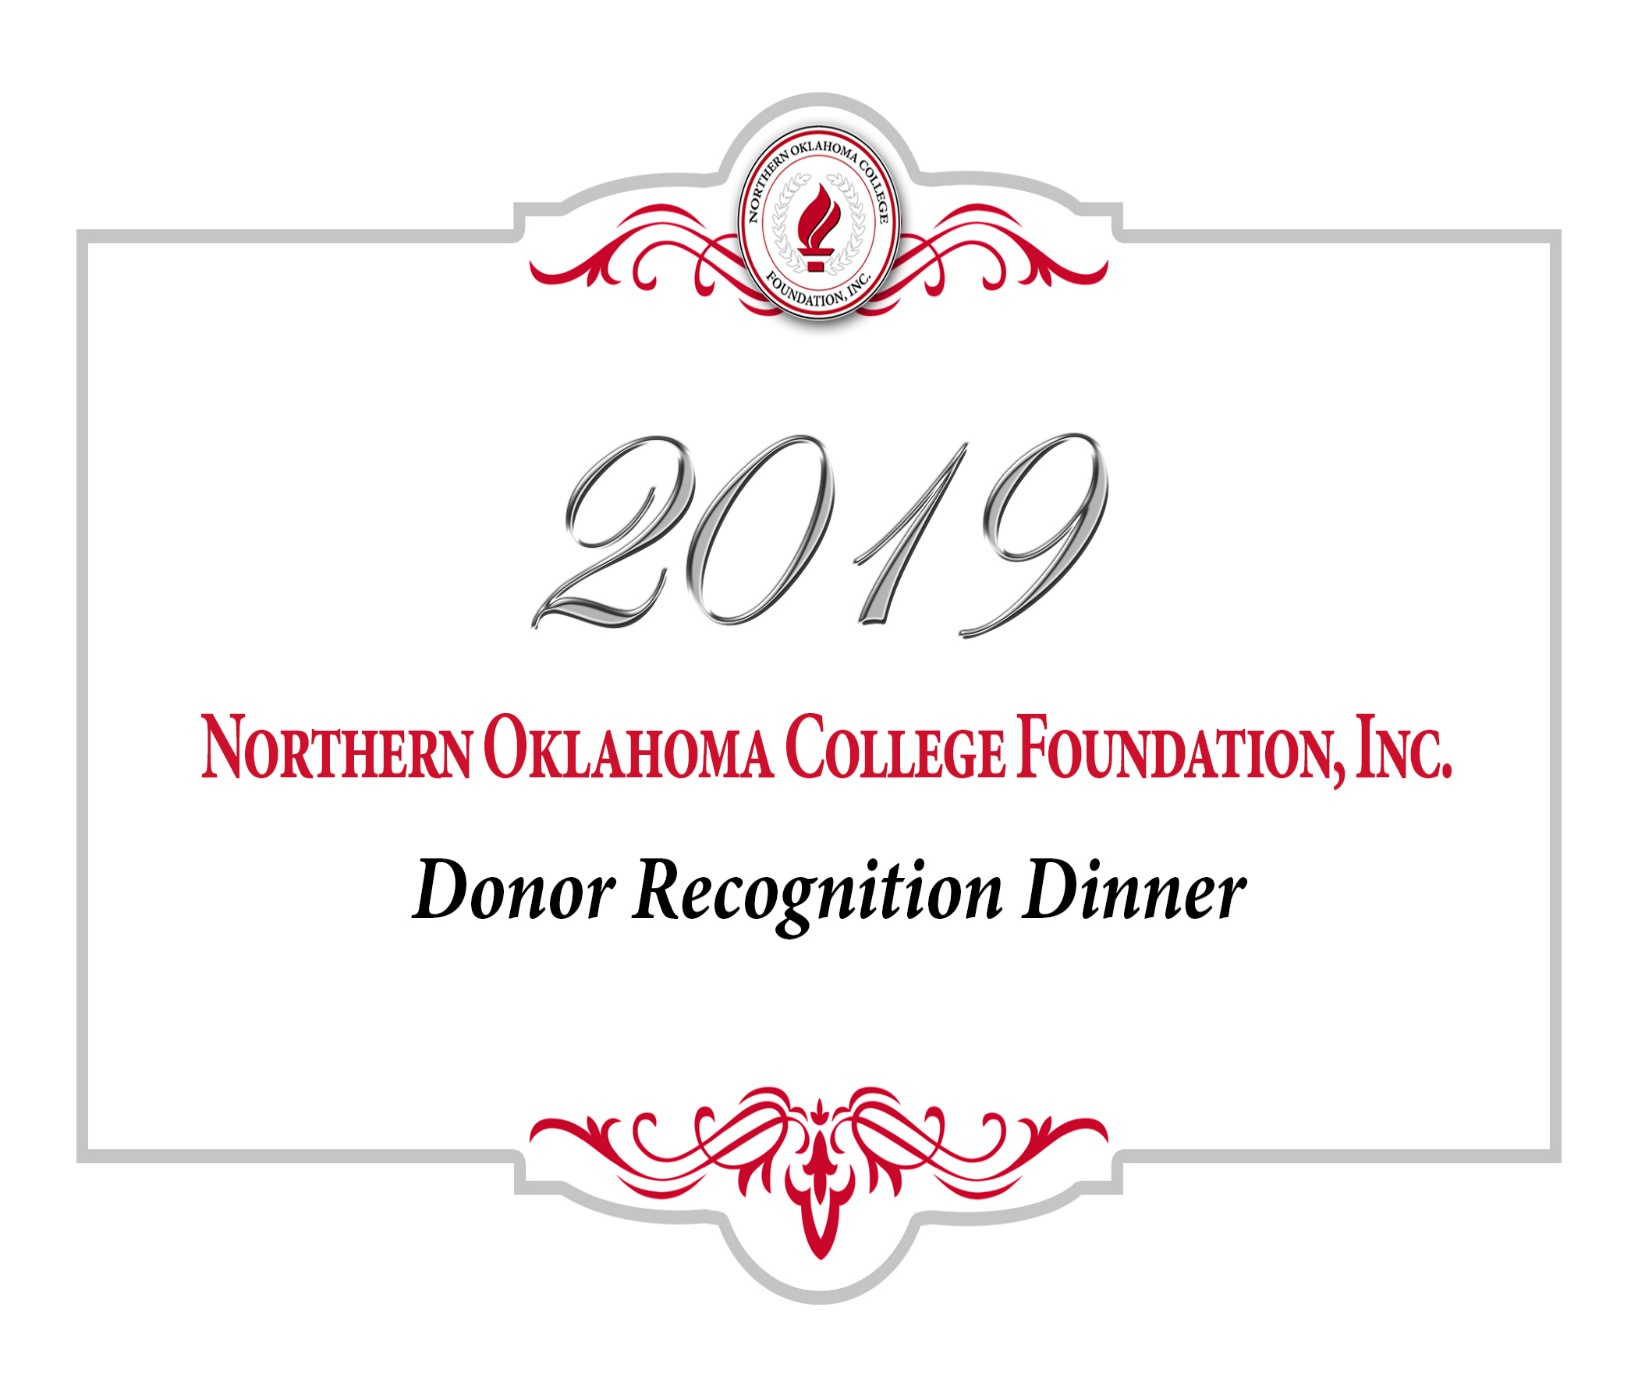 NORTHERN OKLAHOMA COLLEGE
FOUNDATION, INC.
2019
NORTHERN OKLAHOMA COLLEGE FOUNDATION, INC.
Donor Recognition Dinner